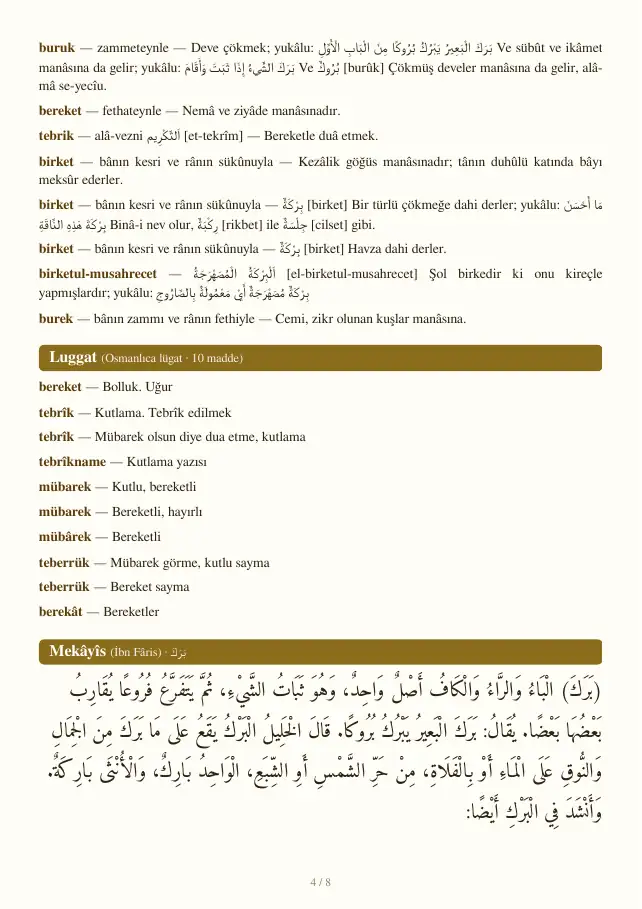 buruk — zammeteynle — Deve çökmek; yukâlu: بَرَكَ الْبَعِيرُ يَبْرُكُ بُرُوكًا مِنَ الْبَابِ الْأَوَّلِ Ve sübût ve ikâmet
manâsına da gelir; yukâlu: بَرَكَ الشَّيْءُ إِذَا ثَبَتَ وَأَقَامَ Ve بُرُوكٌ [burûk] Çökmüş develer manâsına da gelir, alâ-
mâ se-yecîu.
bereket — fethateynle — Nemâ ve ziyâde manâsınadır.
tebrik — alâ-vezni اَلتَّكْرِيم [et-tekrîm] — Bereketle duâ etmek.
birket — bânın kesri ve rânın sükûnuyla — Kezâlik göğüs manâsınadır; tânın duhûlü katında bâyı
meksûr ederler.
birket — bânın kesri ve rânın sükûnuyla — بِرْكَةٌ [birket] Bir türlü çökmeğe dahi derler; yukâlu: مَا أَحْسَنَ
بِرْكَةَ هَذِهِ النَّاقَةِ Binâ-i nev olur, رِكْبَةٌ [rikbet] ile جِلْسَةٌ [cilset] gibi.
birket — bânın kesri ve rânın sükûnuyla — بِرْكَةٌ [birket] Havza dahi derler.
birketul-musahrecet — اَلْبِرْكَةُ الْمُصَهْرَجَةُ [el-birketul-musahrecet] Şol birkedir ki onu kireçle
yapmışlardır; yukâlu: بِرْكَةٌ مُصَهْرَجَةٌ أَيْ مَعْمُولَةٌ بِالصَّارُوجِ
burek — bânın zammı ve rânın fethiyle — Cemi, zikr olunan kuşlar manâsına.
Luggat (Osmanlıca lügat · 10 madde)
bereket — Bolluk. Uğur
tebrîk — Kutlama. Tebrîk edilmek
tebrîk — Mübarek olsun diye dua etme, kutlama
tebrîkname — Kutlama yazısı
mübarek — Kutlu, bereketli
mübarek — Bereketli, hayırlı
mübârek — Bereketli
teberrük — Mübarek görme, kutlu sayma
teberrük — Bereket sayma
berekât — Bereketler
Mekâyîs (İbn Fâris) · بَرَكَ
(بَرَكَ) الْبَاءُ وَالرَّاءُ وَالْكَافُ أَصْلٌ وَاحِدٌ، وَهُوَ ثَبَاتُ الشَّيْءِ، ثُمَّ يَتَفَرَّعُ فُرُوعًا يُقَارِبُ
بَعْضُهَا بَعْضًا. يُقَالُ: بَرَكَ الْبَعِيرُ يَبْرُكُ بُرُوكًا. قَالَ الْخَلِيلُ الْبَرْكُ يَقَعُ عَلَى مَا بَرَكَ مِنَ الْجِمَالِ
وَالنُّوقِ عَلَى الْمَاءِ أَوْ بِالْفَلَاةِ، مِنْ حَرِّ الشَّمْسِ أَوِ الشِّبَعِ، الْوَاحِدُ بَارِكٌ، وَالْأُنْثَى بَارِكَةٌ.
وَأَنْشَدَ فِي الْبَرْكِ أَيْضًا:
4 / 8